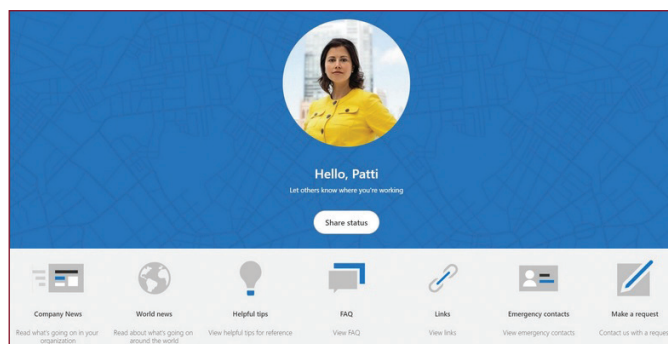 Hello, Patti
Let others know where you're working
Share status
Company News
World news
Helpful tips
FAQ
Links
Emergency contacts
Make a request
Read what's going on in your
organization
Read about what's going on
around the world
View helpful tips for reference
View FAQ
View links
View emergency contacts
Contact us with a request